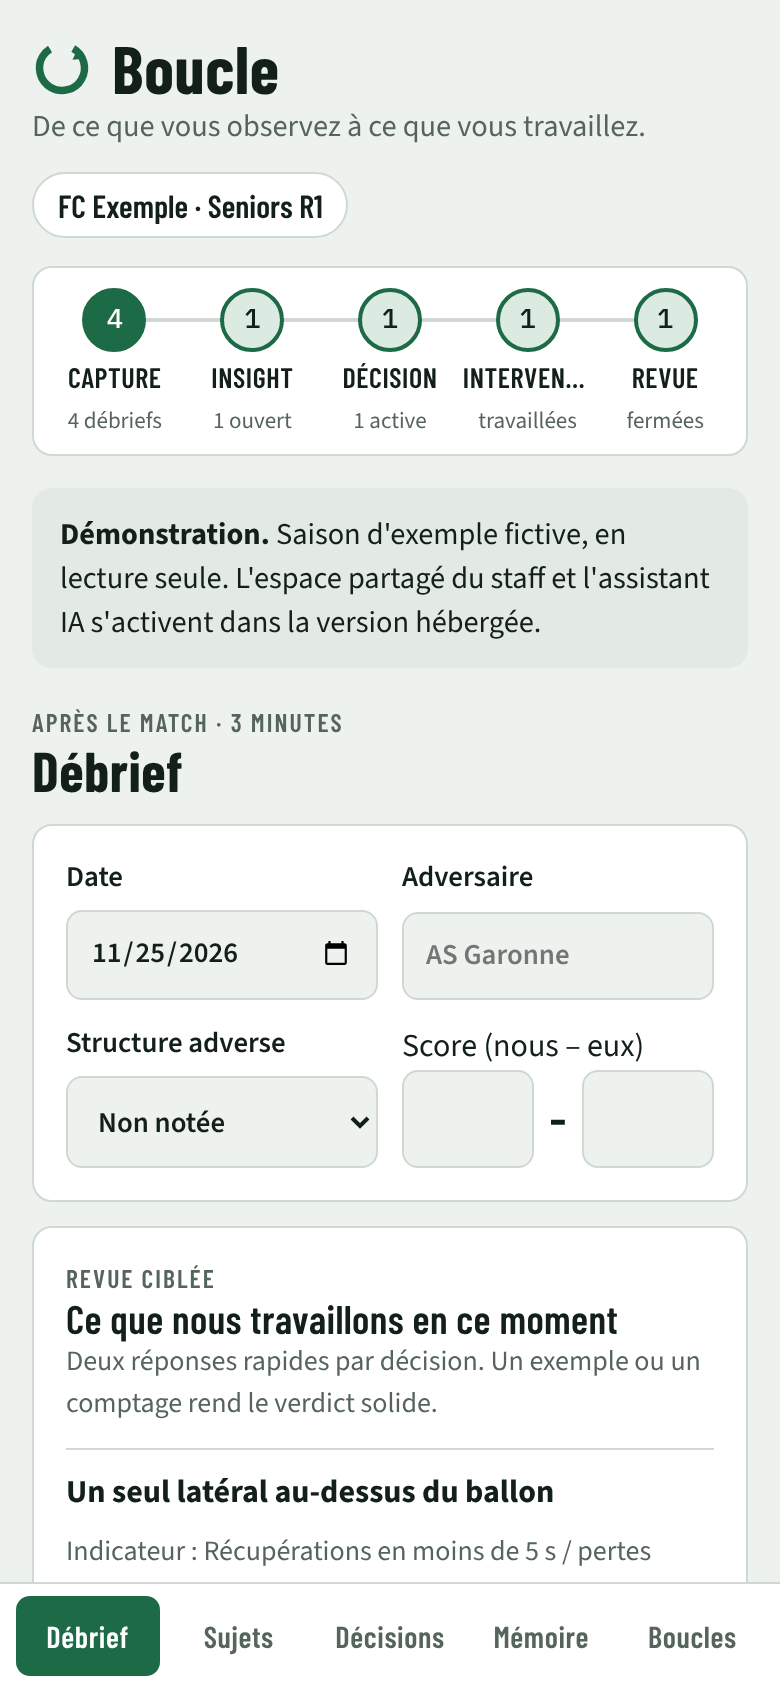 Boucle
De ce que vous observez à ce que vous travaillez.
FC Exemple · Seniors R1
4 1 1 1 1
CAPTURE INSIGHT DÉCISION INTERVEN... REVUE
4 débriefs 1 ouvert 1 active travaillées fermées
Démonstration. Saison d'exemple fictive, en
lecture seule. L'espace partagé du staff et l'assistant
IA s'activent dans la version hébergée.
APRÈS LE MATCH · 3 MINUTES
Débrief
Date Adversaire
11/25/2026 AS Garonne
Structure adverse Score (nous – eux)
Non notée -
REVUE CIBLÉE
Ce que nous travaillons en ce moment
Deux réponses rapides par décision. Un exemple ou un
comptage rend le verdict solide.
Un seul latéral au-dessus du ballon
Indicateur : Récupérations en moins de 5 s / pertes
Débrief Sujets Décisions Mémoire Boucles